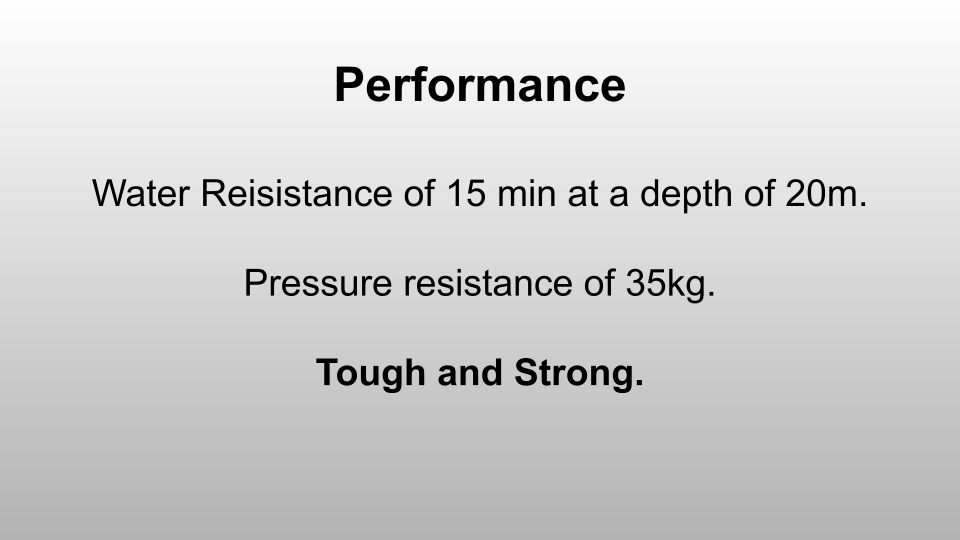 Performance
Water Reisistance of 15 min at a depth of 20m.
Pressure resistance of 35kg.
Tough and Strong.